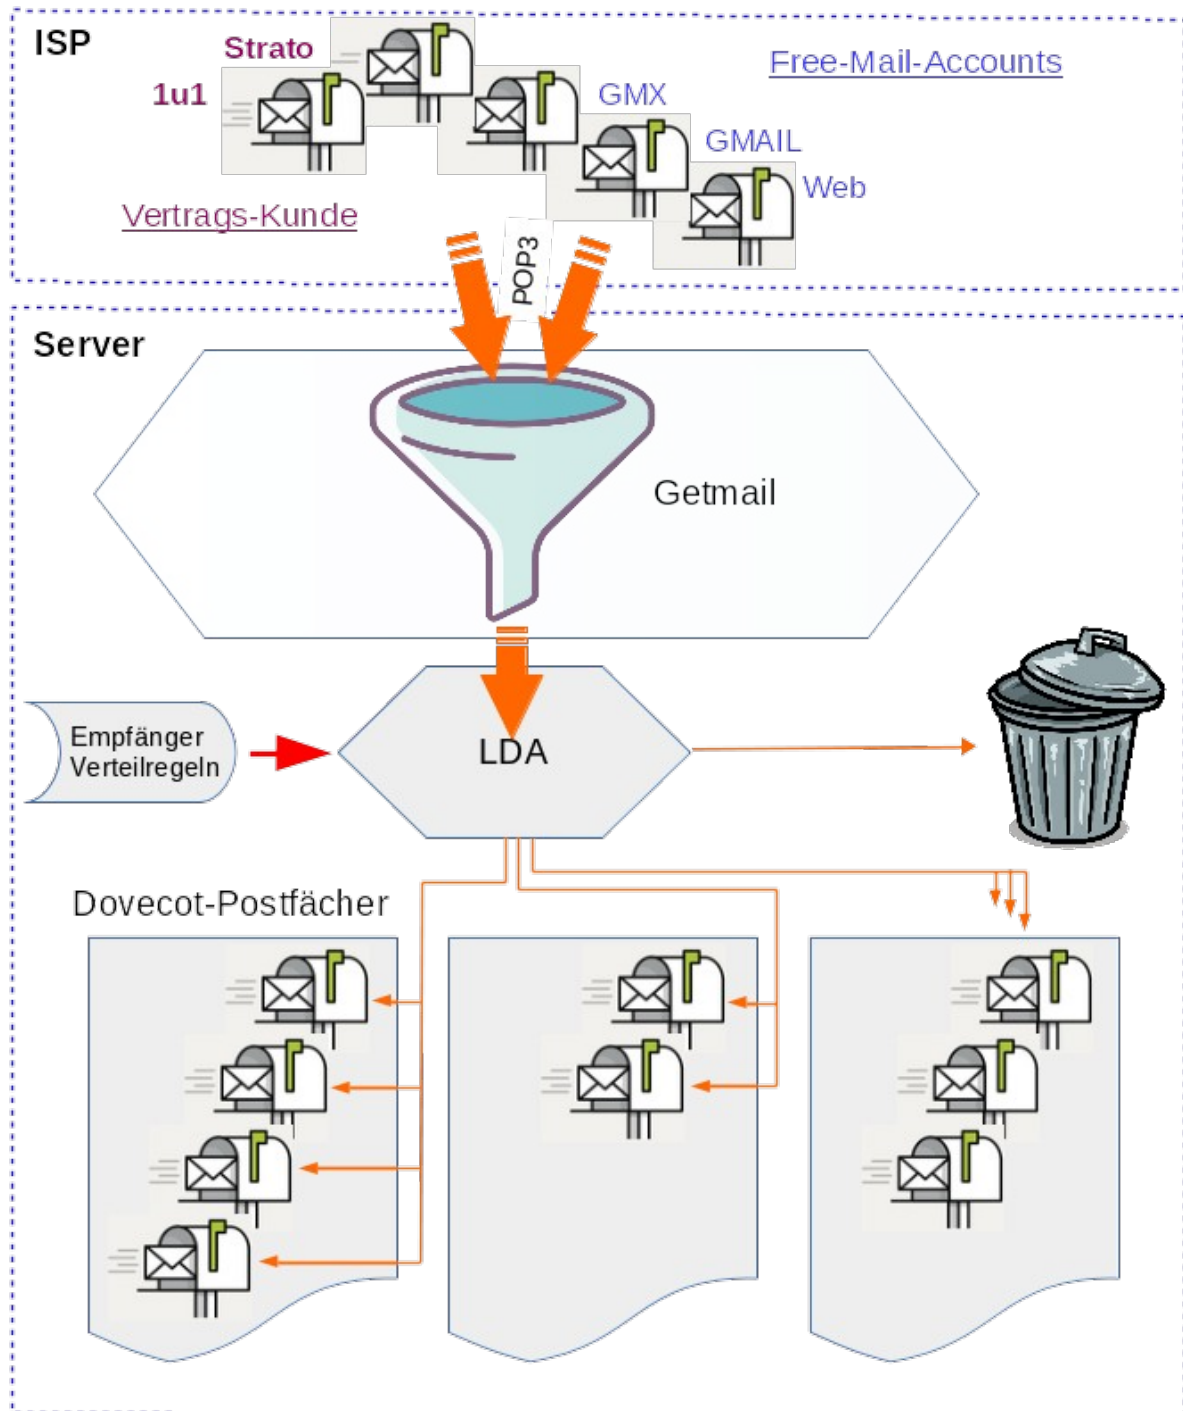 ISP
Strato
Free-Mail-Accounts
1u1
GMX
GMAIL
Web
Vertrags-Kunde
POP3
Server
Getmail
Empfänger
Verteilregeln
LDA
Dovecot-Postfächer